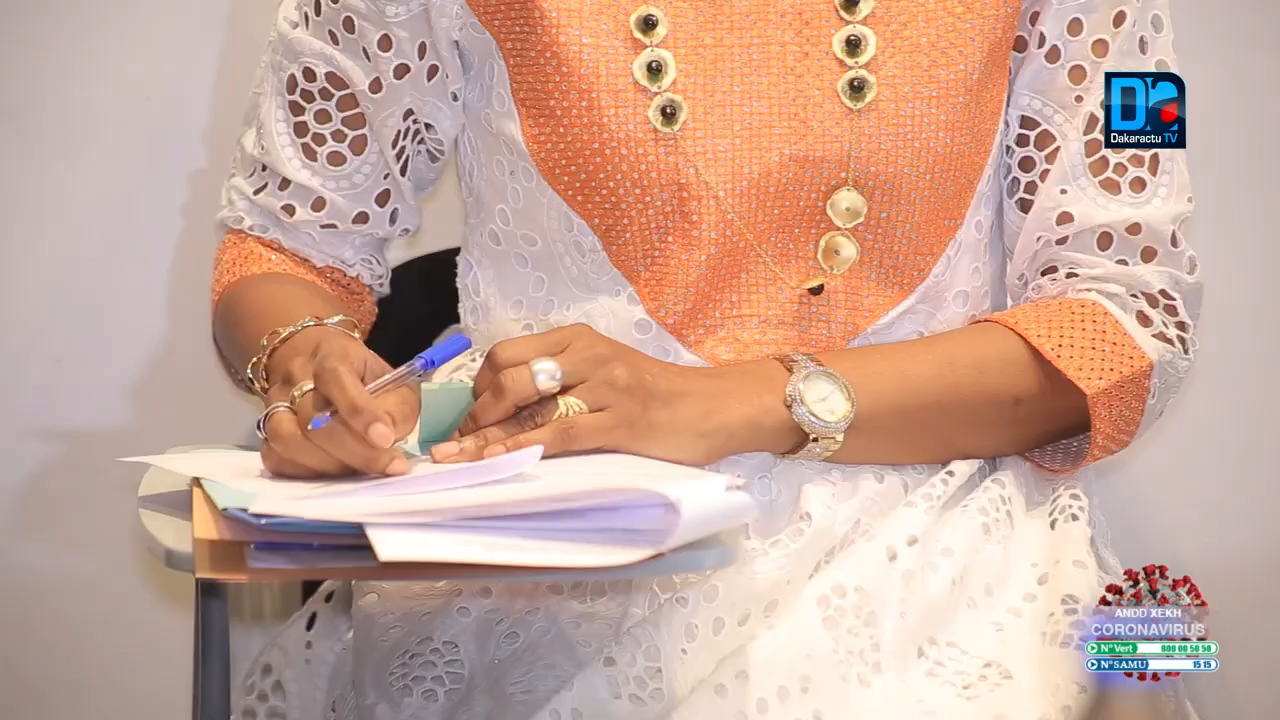 Dakaractu TV
ANDD XEKH
CORONAVIRUS
N° Vert 800 00 50 50
N° SAMU 15 15